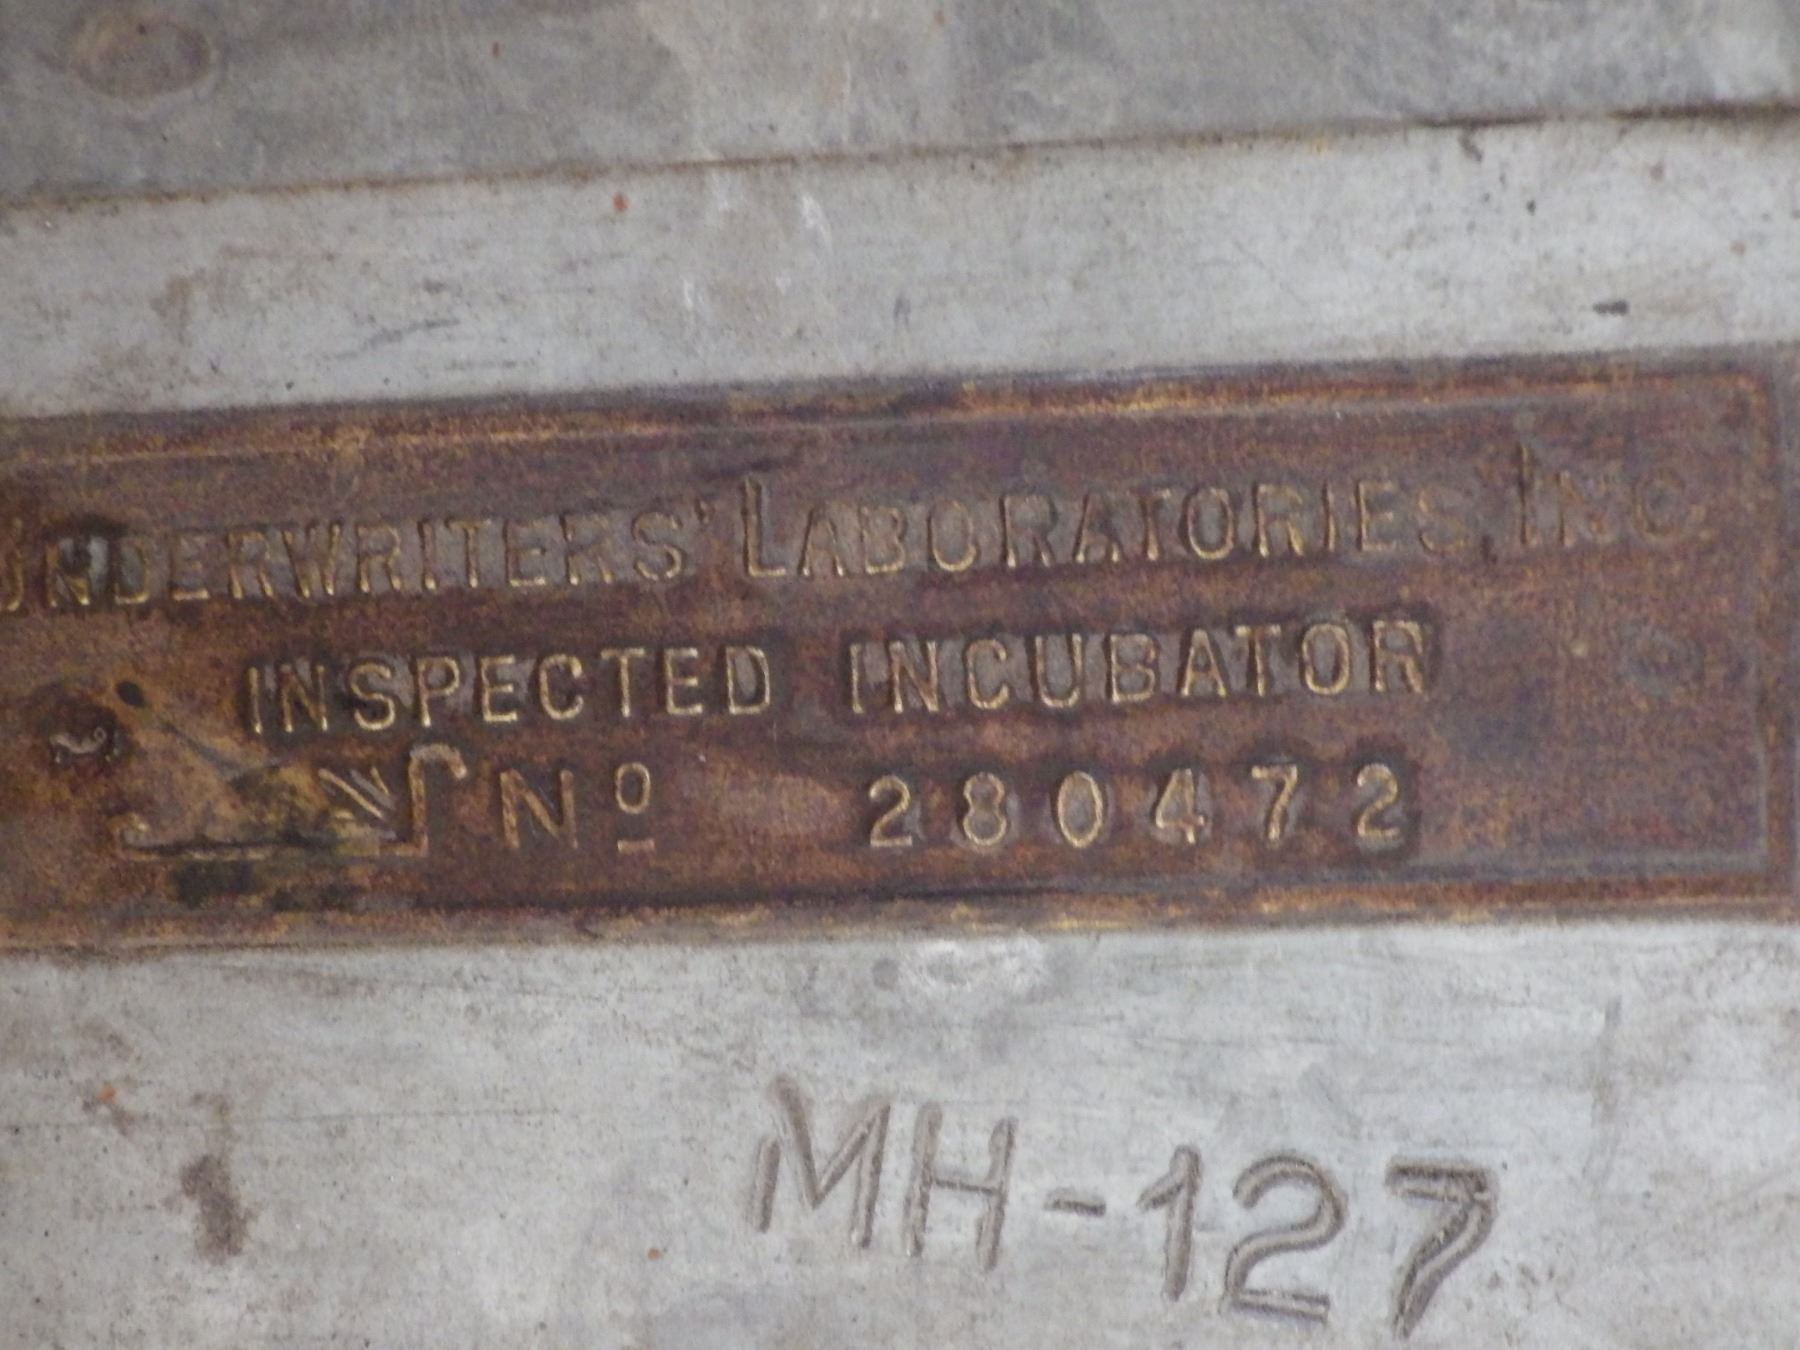 UNDERWRITERS' LABORATORIES, INC.
INSPECTED INCUBATOR
Nº 280472
MH-127